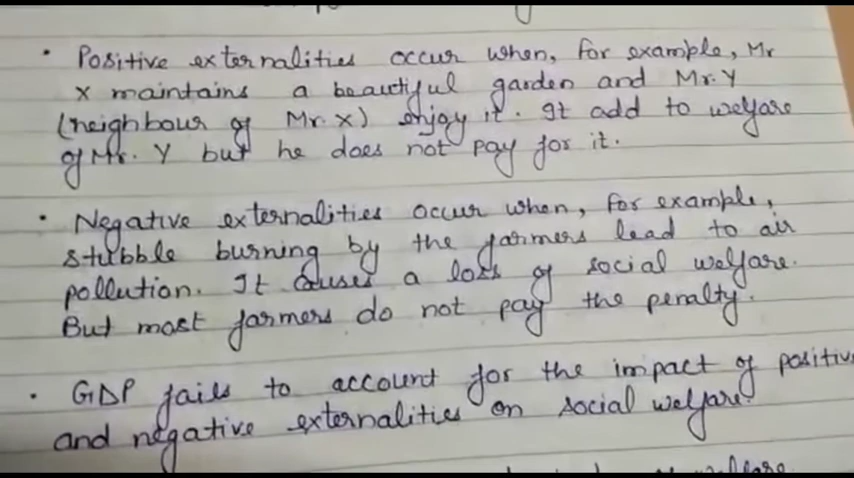 • Positive externalities occur when, for example, Mr
X maintains a beautiful garden and Mr. Y
(neighbour of Mr. X) enjoy it. It add to welfare
of Mr. Y but he does not pay for it.
• Negative externalities occur when, for example,
stubble burning by the farmers lead to air
pollution. It causes a loss of social welfare.
But most farmers do not pay the penalty.
• GDP fails to account for the impact of positive
and negative externalities on social welfare.
welfare